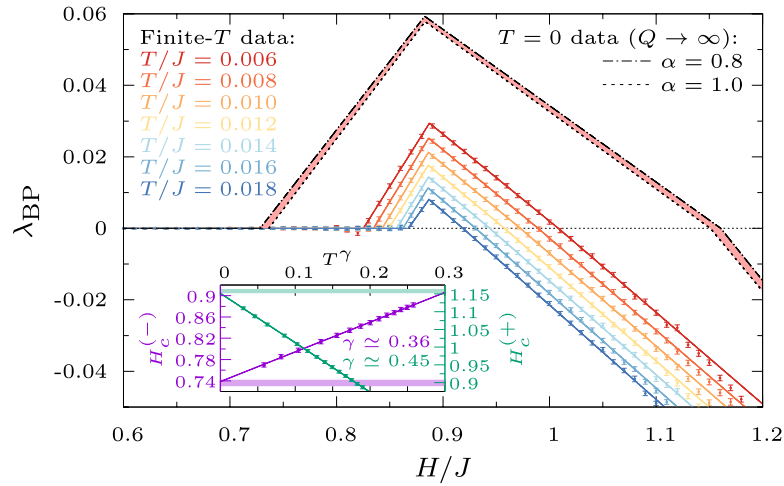 0.06
0.04
0.02
0
-0.02
-0.04
λBP
Finite-T data:
T/J = 0.006
T/J = 0.008
T/J = 0.010
T/J = 0.012
T/J = 0.014
T/J = 0.016
T/J = 0.018
T = 0 data (Q → ∞):
α = 0.8
α = 1.0
T^γ
0 0.1 0.2 0.3
Hc(−)
0.9
0.86
0.82
0.78
0.74
γ ≃ 0.36
γ ≃ 0.45
1.15
1.1
1.05
1
0.95
0.9
Hc(+)
0.6 0.7 0.8 0.9 1 1.1 1.2
H/J